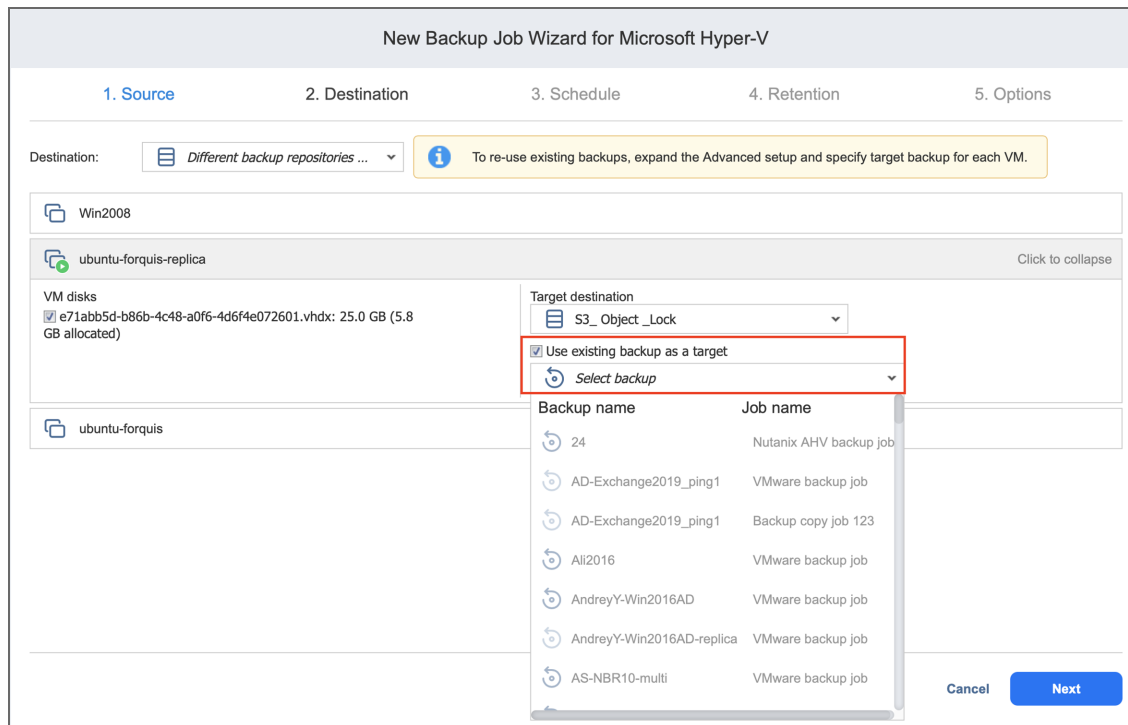 New Backup Job Wizard for Microsoft Hyper-V
1. Source
2. Destination
3. Schedule
4. Retention
5. Options
Destination:
Different backup repositories ...
To re-use existing backups, expand the Advanced setup and specify target backup for each VM.
Win2008
ubuntu-forquis-replica
Click to collapse
VM disks
e71abb5d-b86b-4c48-a0f6-4d6f4e072601.vhdx: 25.0 GB (5.8
GB allocated)
Target destination
S3_ Object _Lock
Use existing backup as a target
Select backup
ubuntu-forquis
Backup name Job name
24 Nutanix AHV backup job
AD-Exchange2019_ping1 VMware backup job
AD-Exchange2019_ping1 Backup copy job 123
Ali2016 VMware backup job
AndreyY-Win2016AD VMware backup job
AndreyY-Win2016AD-replica VMware backup job
AS-NBR10-multi VMware backup job
Cancel
Next